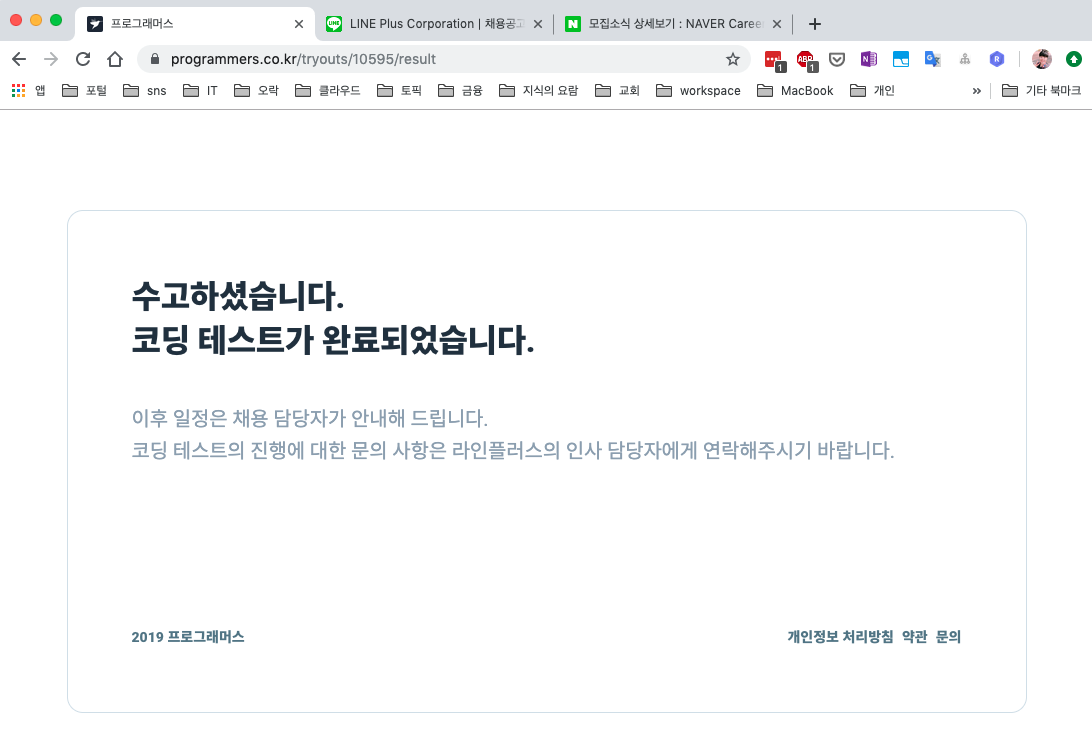 프로그래머스
LINE Plus Corporation | 채용공고
모집소식 상세보기 : NAVER Caree
programmers.co.kr/tryouts/10595/result
1
ABP
1
N
R
앱
포털
sns
IT
오락
클라우드
토픽
금융
지식의 요람
교회
workspace
MacBook
개인
»
기타 북마크
수고하셨습니다.
코딩 테스트가 완료되었습니다.
이후 일정은 채용 담당자가 안내해 드립니다.
코딩 테스트의 진행에 대한 문의 사항은 라인플러스의 인사 담당자에게 연락해주시기 바랍니다.
2019 프로그래머스
개인정보 처리방침 약관 문의